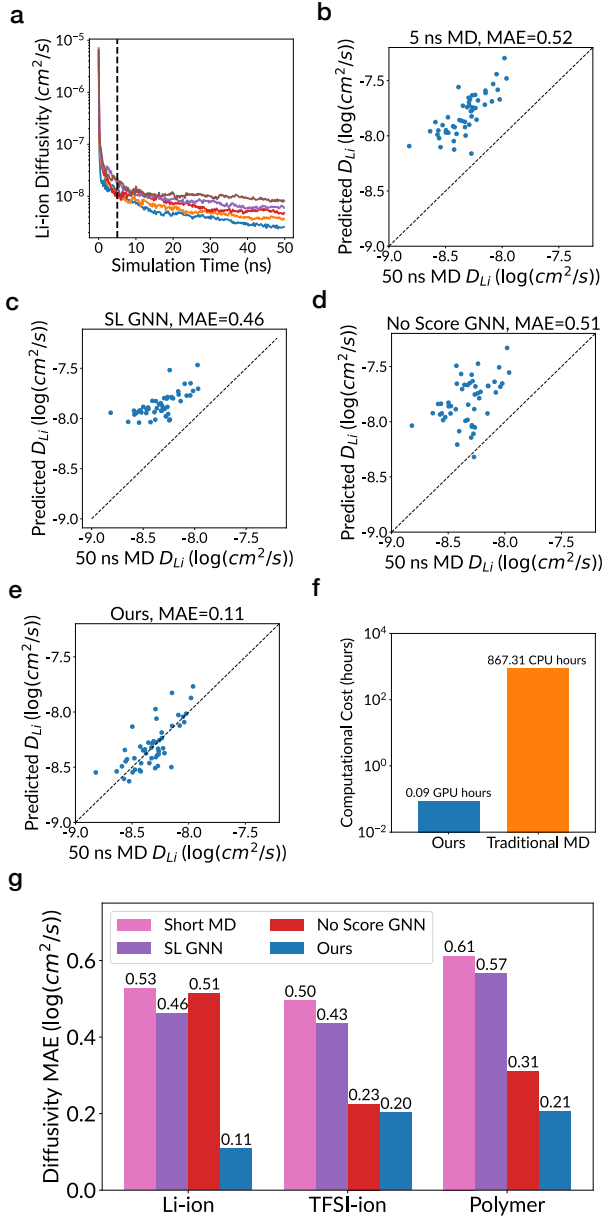 a
Li-ion Diffusivity (cm²/s)
10⁻⁵
10⁻⁶
10⁻⁷
10⁻⁸
0 10 20 30 40 50
Simulation Time (ns)
b
5 ns MD, MAE=0.52
Predicted D_Li (log(cm²/s))
-7.5
-8.0
-8.5
-9.0
-9.0 -8.5 -8.0 -7.5
50 ns MD D_Li (log(cm²/s))
c
SL GNN, MAE=0.46
Predicted D_Li (log(cm²/s))
-7.5
-8.0
-8.5
-9.0
-9.0 -8.5 -8.0 -7.5
50 ns MD D_Li (log(cm²/s))
d
No Score GNN, MAE=0.51
Predicted D_Li (log(cm²/s))
-7.5
-8.0
-8.5
-9.0
-9.0 -8.5 -8.0 -7.5
50 ns MD D_Li (log(cm²/s))
e
Ours, MAE=0.11
Predicted D_Li (log(cm²/s))
-7.5
-8.0
-8.5
-9.0
-9.0 -8.5 -8.0 -7.5
50 ns MD D_Li (log(cm²/s))
f
Computational Cost (hours)
10⁴
10²
10⁰
10⁻²
867.31 CPU hours
0.09 GPU hours
Ours Traditional MD
g
Diffusivity MAE (log(cm²/s))
0.6
0.4
0.2
0.0
Short MD
SL GNN
No Score GNN
Ours
0.53 0.46 0.51 0.11
0.50 0.43 0.23 0.20
0.61 0.57 0.31 0.21
Li-ion TFSI-ion Polymer